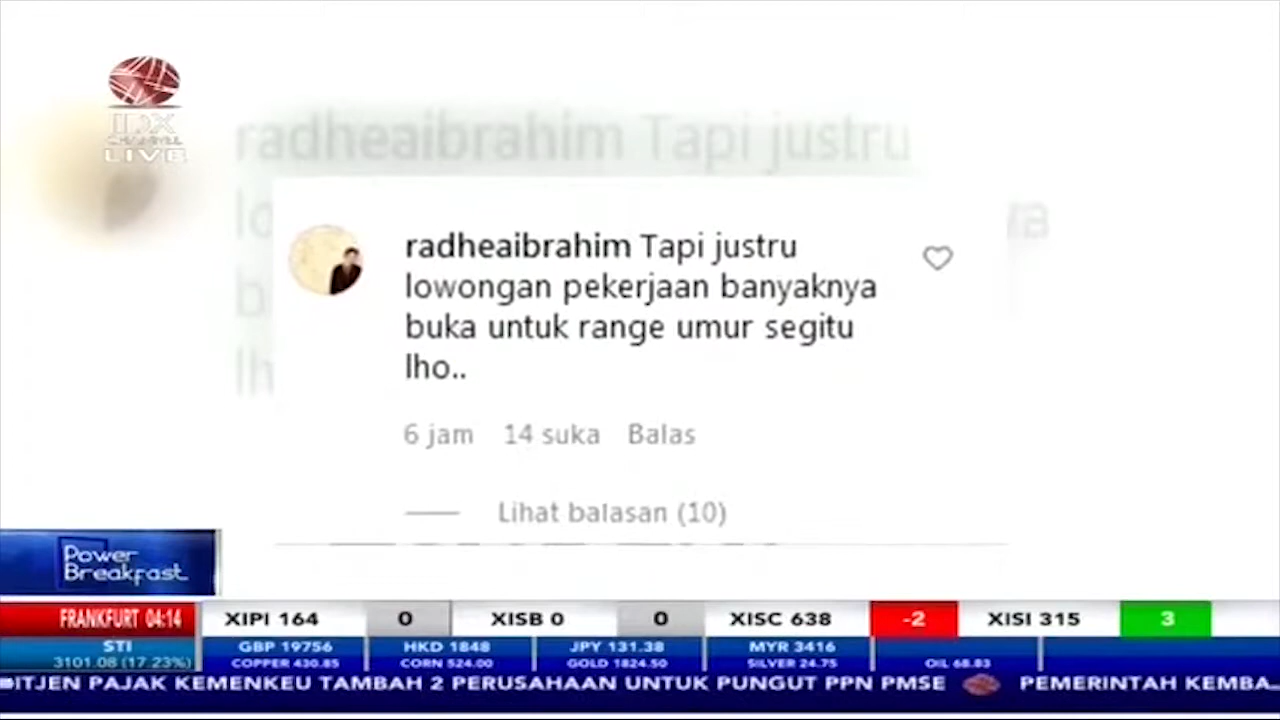 IDX
CHANNEL
LIVE
radheaibrahim Tapi justru
radheaibrahim Tapi justru
lowongan pekerjaan banyaknya
buka untuk range umur segitu
lho..
6 jam 14 suka Balas
Lihat balasan (10)
Power
Breakfast
FRANKFURT 04:14 XIPI 164 0 XISB 0 0 XISC 638 -2 XISI 315 3
STI GBP 19756 HKD 1848 JPY 131.38 MYR 3416
3101.08 (17.23%) COPPER 430.85 CORN 524.00 GOLD 1824.50 SILVER 24.75 OIL 68.83
ITJEN PAJAK KEMENKEU TAMBAH 2 PERUSAHAAN UNTUK PUNGUT PPN PMSE PEMERINTAH KEMBA